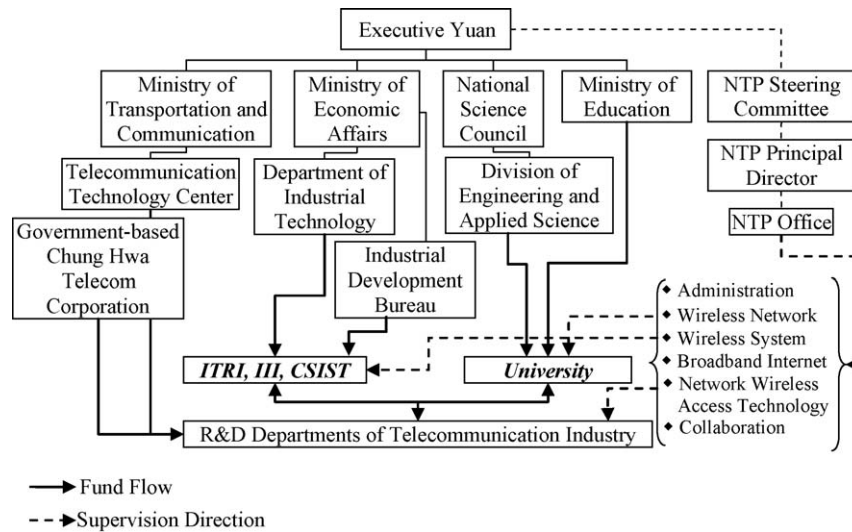 Executive Yuan
Ministry of
Transportation and
Communication
Ministry of
Economic
Affairs
National
Science
Council
Ministry of
Education
NTP Steering
Committee
Telecommunication
Technology Center
Department of
Industrial
Technology
Division of
Engineering and
Applied Science
NTP Principal
Director
NTP Office
Government-based
Chung Hwa
Telecom
Corporation
Industrial
Development
Bureau
◆ Administration
◆ Wireless Network
◆ Wireless System
◆ Broadband Internet
◆ Network Wireless
Access Technology
◆ Collaboration
ITRI, III, CSIST
University
R&D Departments of Telecommunication Industry
Fund Flow
Supervision Direction